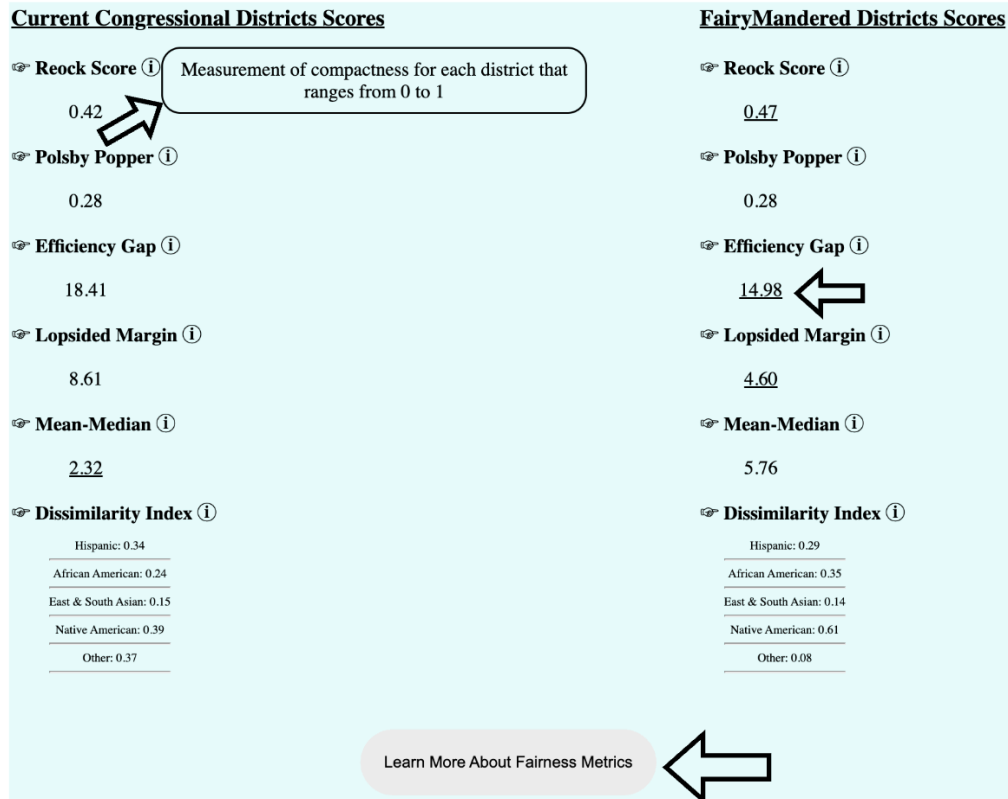 Current Congressional Districts Scores
☞ Reock Score ⓘ
Measurement of compactness for each district that
ranges from 0 to 1
0.42
☞ Polsby Popper ⓘ
0.28
☞ Efficiency Gap ⓘ
18.41
☞ Lopsided Margin ⓘ
8.61
☞ Mean-Median ⓘ
2.32
☞ Dissimilarity Index ⓘ
Hispanic: 0.34
African American: 0.24
East & South Asian: 0.15
Native American: 0.39
Other: 0.37
FairyMandered Districts Scores
☞ Reock Score ⓘ
0.47
☞ Polsby Popper ⓘ
0.28
☞ Efficiency Gap ⓘ
14.98
☞ Lopsided Margin ⓘ
4.60
☞ Mean-Median ⓘ
5.76
☞ Dissimilarity Index ⓘ
Hispanic: 0.29
African American: 0.35
East & South Asian: 0.14
Native American: 0.61
Other: 0.08
Learn More About Fairness Metrics